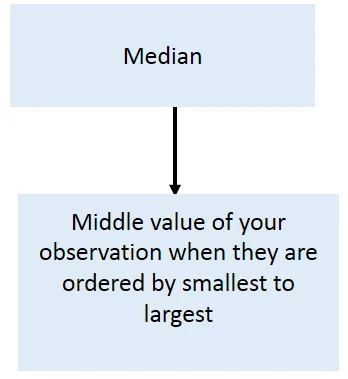 Median
Middle value of your
observation when they are
ordered by smallest to
largest